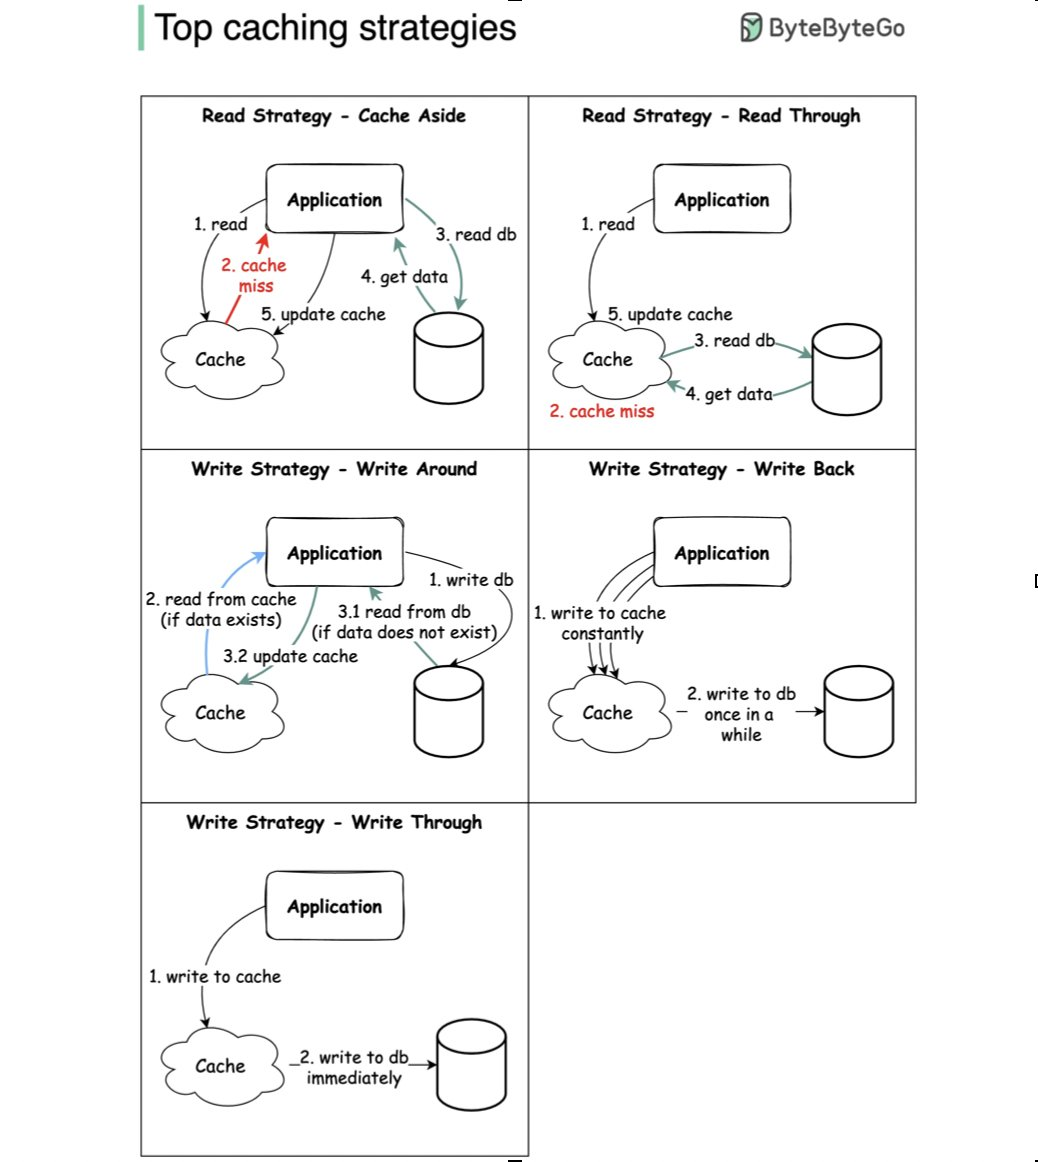 Top caching strategies
ByteByteGo
Read Strategy - Cache Aside
Application
1. read
2. cache
miss
3. read db
4. get data
5. update cache
Cache
Read Strategy - Read Through
Application
1. read
5. update cache
3. read db
Cache
4. get data
2. cache miss
Write Strategy - Write Around
Application
1. write db
2. read from cache
(if data exists)
3.1 read from db
(if data does not exist)
3.2 update cache
Cache
Write Strategy - Write Back
Application
1. write to cache
constantly
Cache
2. write to db
once in a
while
Write Strategy - Write Through
Application
1. write to cache
Cache
2. write to db
immediately